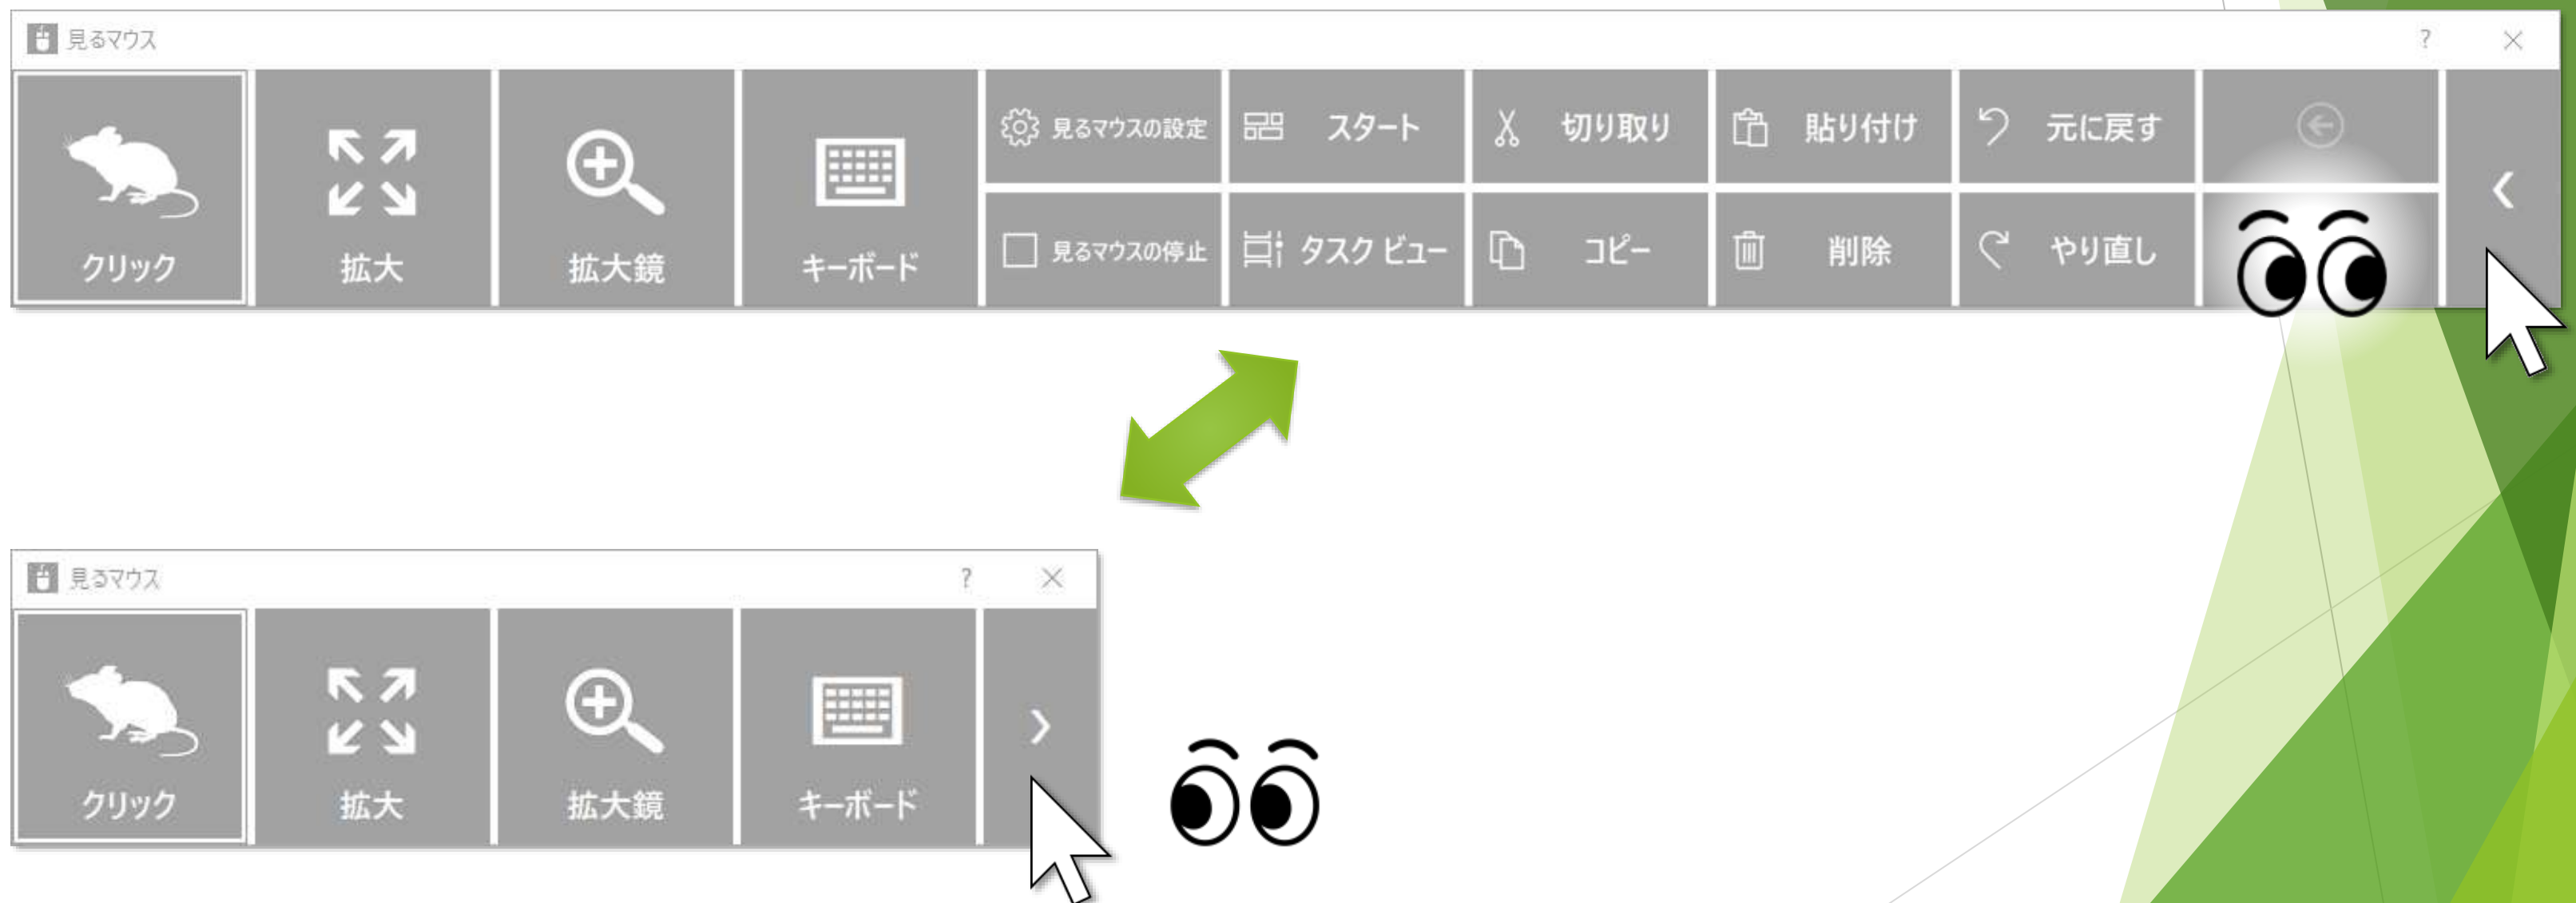 見るマウス ?
見るマウスの設定 スタート 切り取り 貼り付け 元に戻す
見るマウスの停止 タスク ビュー コピー 削除 やり直し
クリック 拡大 拡大鏡 キーボード
見るマウス ?
クリック 拡大 拡大鏡 キーボード